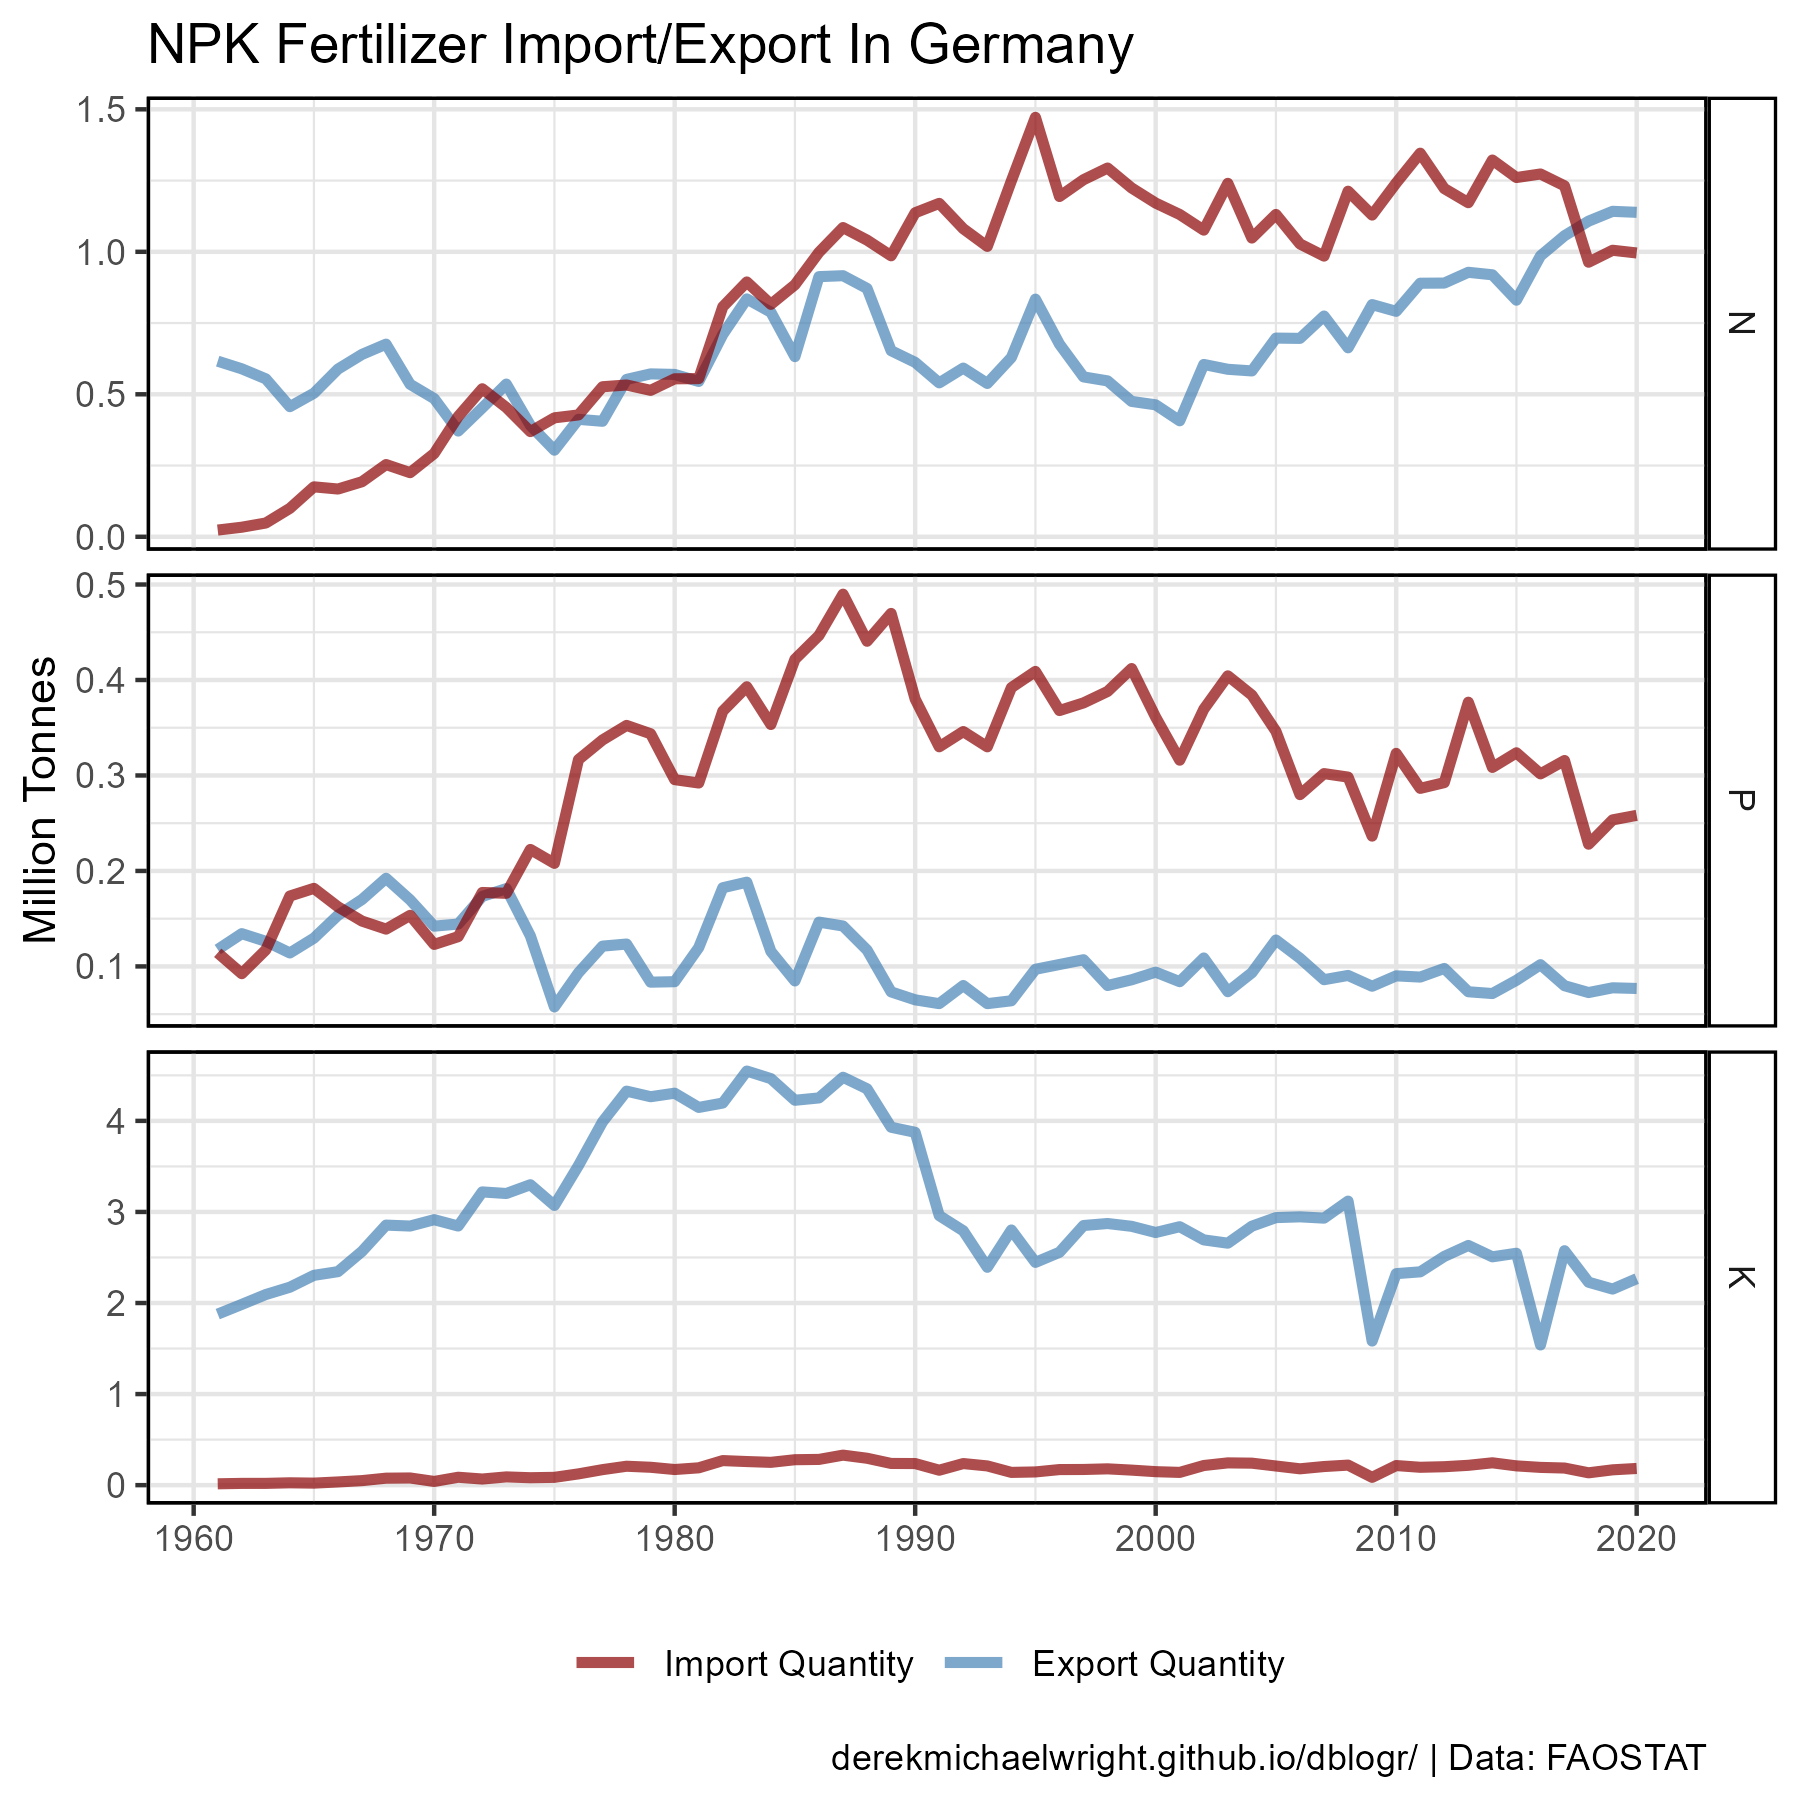 NPK Fertilizer Import/Export In Germany
1.5
1.0
0.5
0.0
N
0.5
0.4
0.3
0.2
0.1
P
Million Tonnes
4
3
2
1
0
K
1960 1970 1980 1990 2000 2010 2020
Import Quantity Export Quantity
derekmichaelwright.github.io/dblogr/ | Data: FAOSTAT